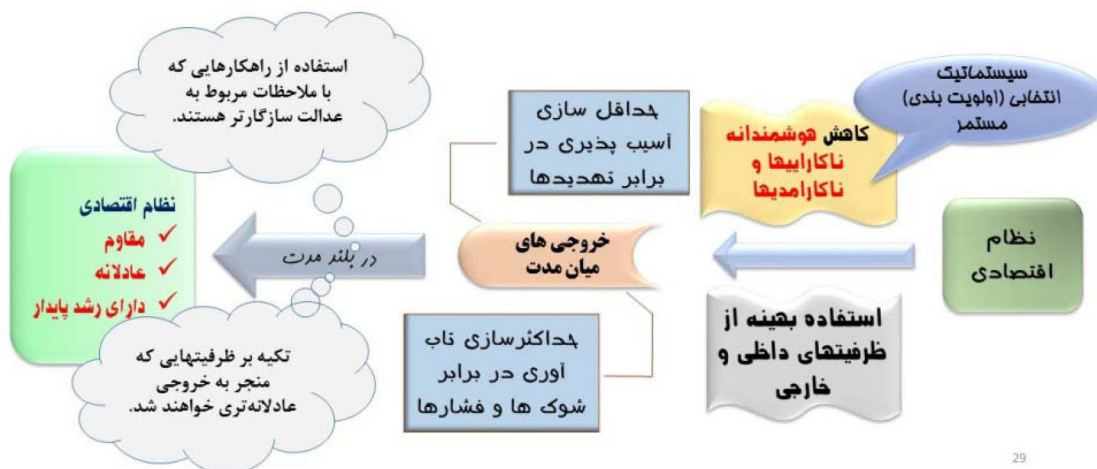 سیستماتیک
انتخابی (اولویت بندی)
مستمر
کاهش هوشمندانه
ناکاراییها و
ناکارامدیها
نظام
اقتصادی
استفاده بهینه از
ظرفیتهای داخلی و
خارجی
حداقل سازی
آسیب پذیری در
برابر تهدیدها
خروجی های
میان مدت
حداکثرسازی تاب
آوری در برابر
شوک ها و فشارها
استفاده از راهکارهایی که
با ملاحظات مربوط به
عدالت سازگارتر هستند.
در بلند مدت
تکیه بر ظرفیتهایی که
منجر به خروجی
عادلانه‌تری خواهند شد.
نظام اقتصادی
✓ مقاوم
✓ عادلانه
✓ دارای رشد پایدار
29